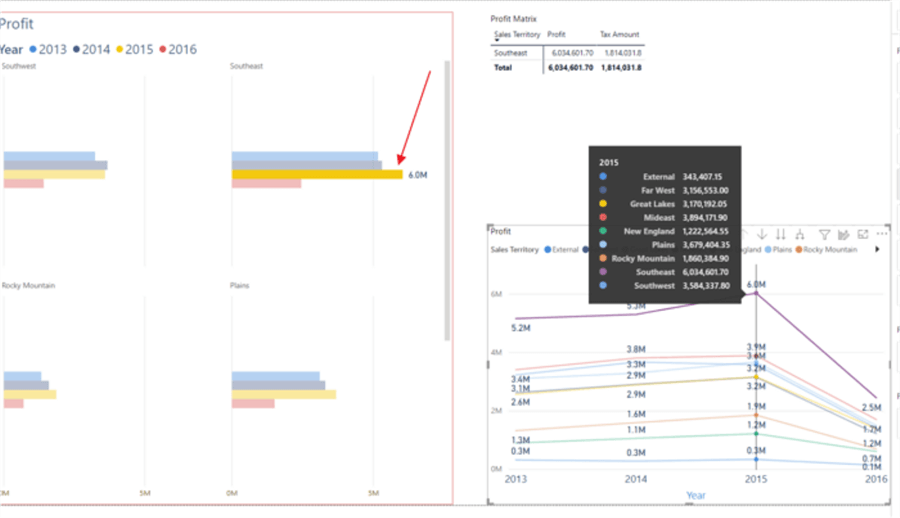 Profit
Year 2013 2014 2015 2016
Southwest
Southeast
6.0M
Rocky Mountain
Plains
0M
5M
0M
5M
Profit Matrix
Sales Territory Profit Tax Amount
Southeast 6,034,601.70 1,814,031.8
Total 6,034,601.70 1,814,031.8
2015
External 343,407.15
Far West 3,156,553.00
Great Lakes 3,170,192.05
Mideast 3,894,171.90
New England 1,222,564.55
Plains 3,679,404.35
Rocky Mountain 1,860,384.90
Southeast 6,034,601.70
Southwest 3,584,337.80
Profit
Sales Territory External Plains Rocky Mountain
6M
4M
2M
0M
5.2M
5.3M
6.0M
2.5M
3.8M
3.9M
3.4M
3.3M
3.1M
2.9M
3.2M
2.6M
2.9M
3.2M
1.7M
1.6M
1.9M
1.3M
1.1M
1.2M
1.2M
0.3M
0.3M
0.3M
0.7M
0.1M
2013 2014 2015 2016
Year